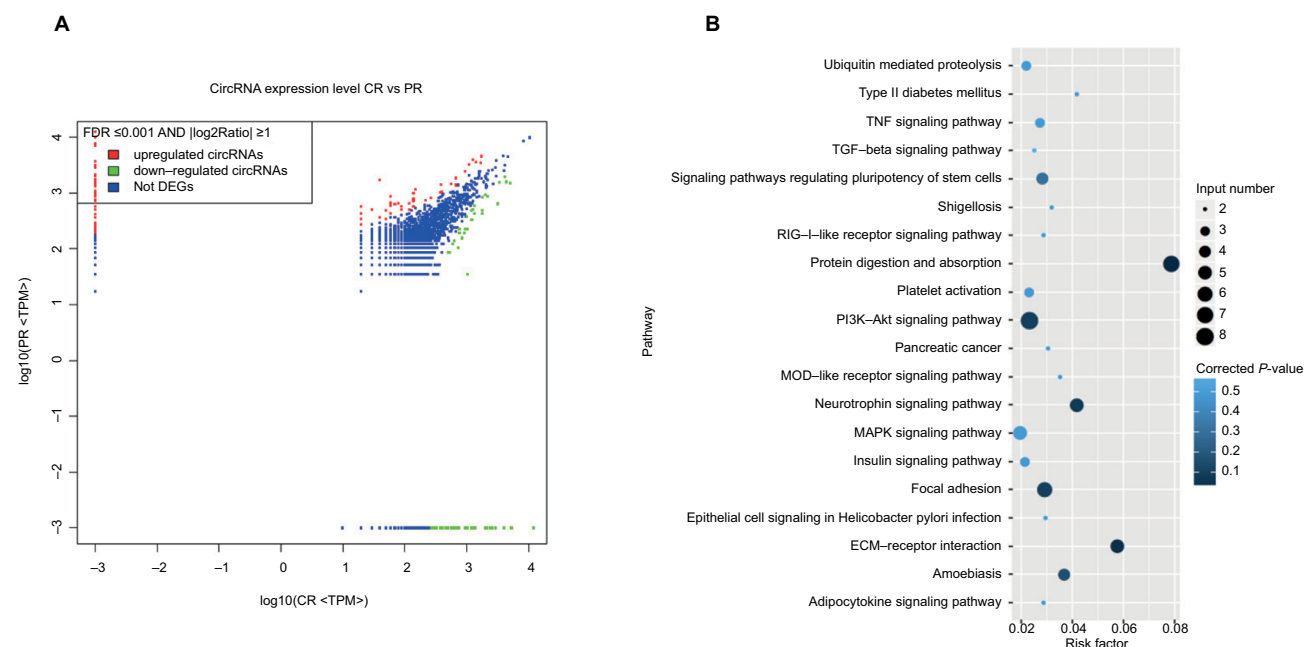 A
CircRNA expression level CR vs PR
FDR ≤0.001 AND |log2Ratio| ≥1
upregulated circRNAs
down–regulated circRNAs
Not DEGs
log10(PR <TPM>)
4
3
2
1
0
–1
–2
–3
–3
–2
–1
0
1
2
3
4
log10(CR <TPM>)
B
Pathway
Ubiquitin mediated proteolysis
Type II diabetes mellitus
TNF signaling pathway
TGF–beta signaling pathway
Signaling pathways regulating pluripotency of stem cells
Shigellosis
RIG–I–like receptor signaling pathway
Protein digestion and absorption
Platelet activation
PI3K–Akt signaling pathway
Pancreatic cancer
MOD–like receptor signaling pathway
Neurotrophin signaling pathway
MAPK signaling pathway
Insulin signaling pathway
Focal adhesion
Epithelial cell signaling in Helicobacter pylori infection
ECM–receptor interaction
Amoebiasis
Adipocytokine signaling pathway
0.02
0.04
0.06
0.08
Risk factor
Input number
2
3
4
5
6
7
8
Corrected P-value
0.5
0.4
0.3
0.2
0.1